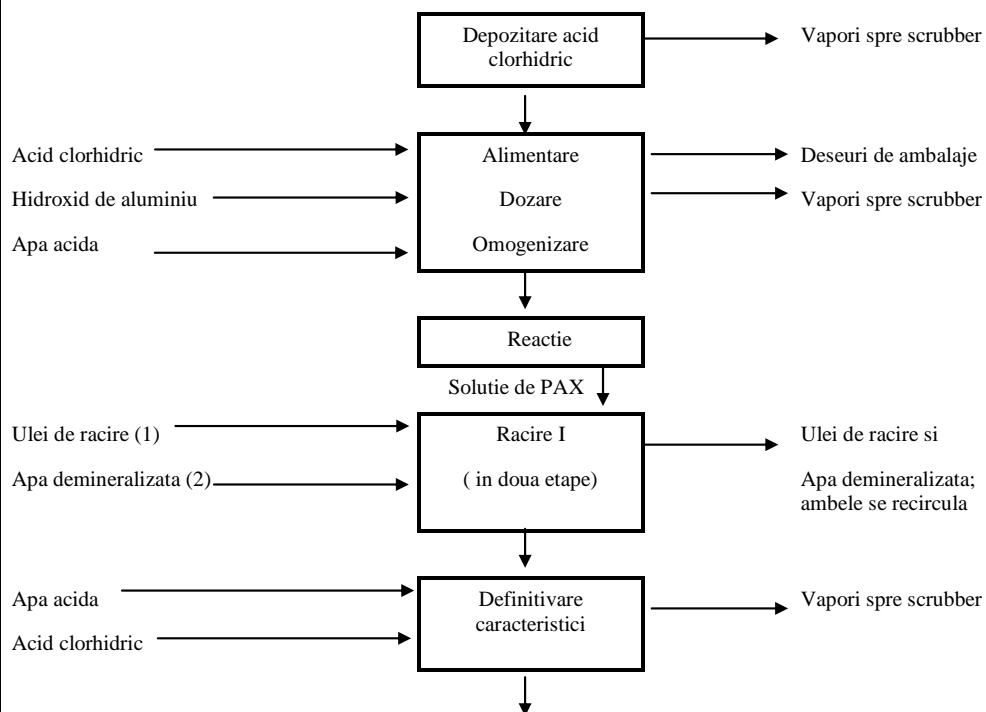 Depozitare acid
clorhidric
Vapori spre scrubber
Acid clorhidric
Alimentare
Deseuri de ambalaje
Hidroxid de aluminiu
Dozare
Vapori spre scrubber
Apa acida
Omogenizare
Reactie
Solutie de PAX
Ulei de racire (1)
Racire I
Ulei de racire si
Apa demineralizata (2)
( in doua etape)
Apa demineralizata;
ambele se recircula
Apa acida
Definitivare
caracteristici
Vapori spre scrubber
Acid clorhidric